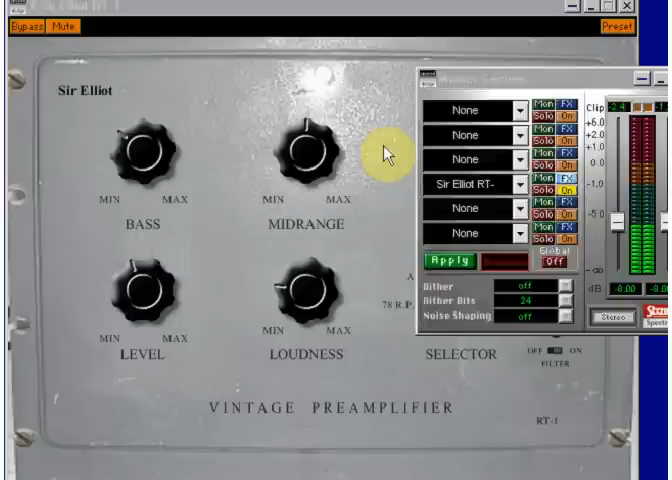 Bypass Mute Preset
Sir Elliot
MIN MAX
BASS
MIN MAX
MIDRANGE
MIN MAX
LEVEL
MIN MAX
LOUDNESS
SELECTOR
78 R.P.
OFF ON
FILTER
VINTAGE PREAMPLIFIER
RT-1
None Mon FX
Solo On
None Mon FX
Solo On
None Mon FX
Solo On
Sir Elliot RT- Mon FX
Solo On
None Mon FX
Solo On
None Mon FX
Solo On
Apply Global
Off
Dither off
Dither Bits 24
Noise Shaping off
Clip -2.4
+6.0
+2.0
+1.0
0.0
-1.0
-5.0
-∞
dB -8.00 -8.0
Stereo